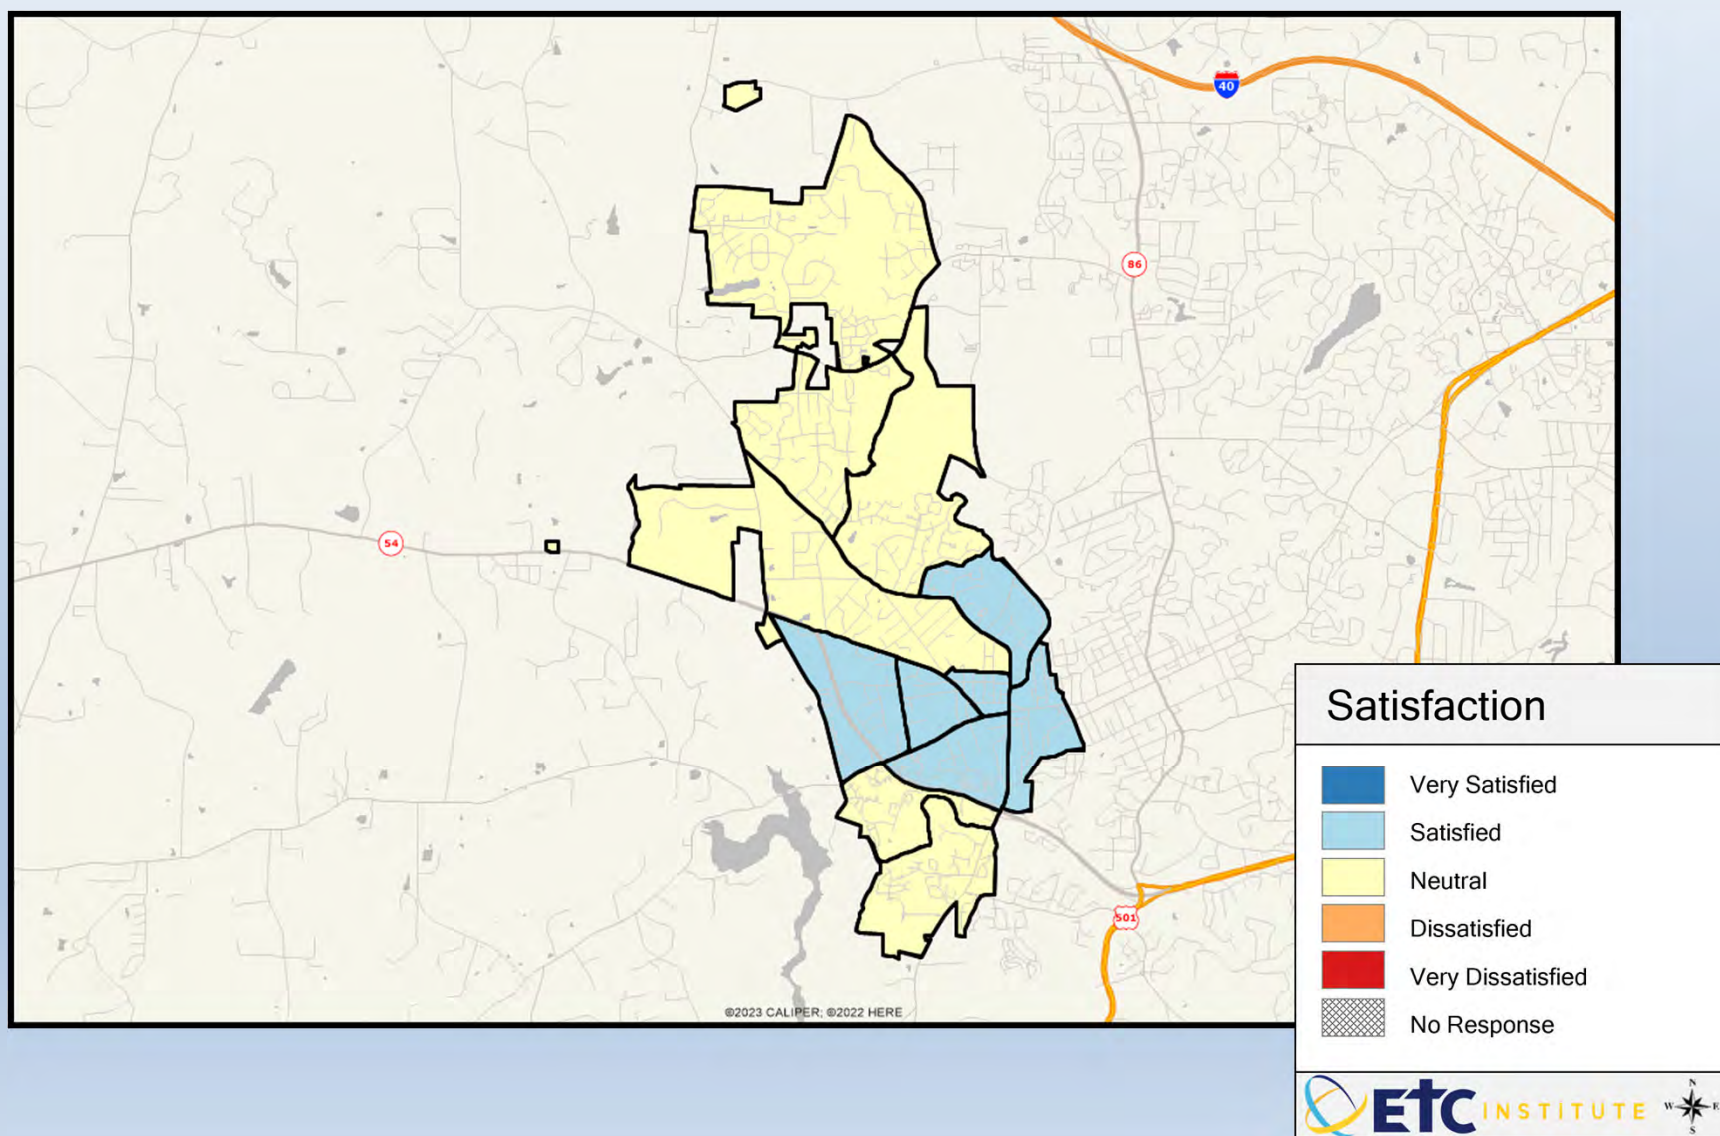 40
86
54
501
©2023 CALIPER; ©2022 HERE
Satisfaction
Very Satisfied
Satisfied
Neutral
Dissatisfied
Very Dissatisfied
No Response
ETC INSTITUTE
N
W
E
S